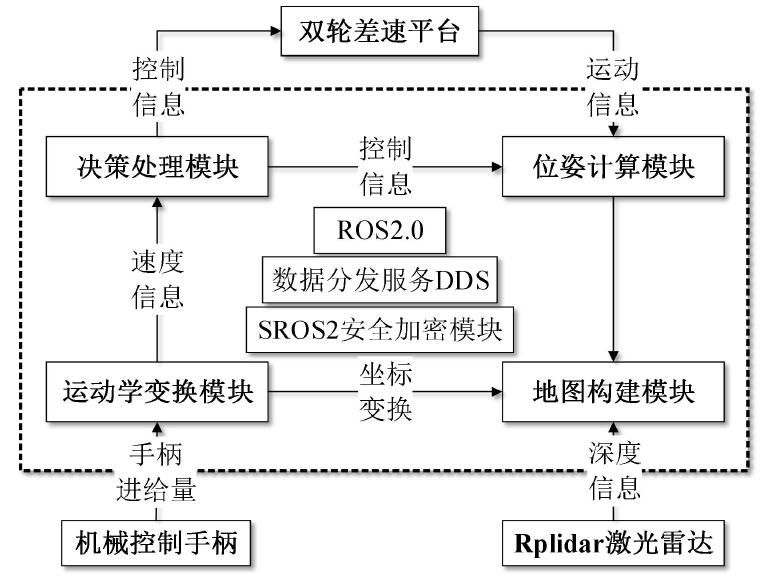 双轮差速平台
控制
信息
运动
信息
决策处理模块
控制
信息
位姿计算模块
ROS2.0
速度
信息
数据分发服务DDS
SROS2安全加密模块
运动学变换模块
坐标
变换
地图构建模块
手柄
进给量
深度
信息
机械控制手柄
Rplidar激光雷达